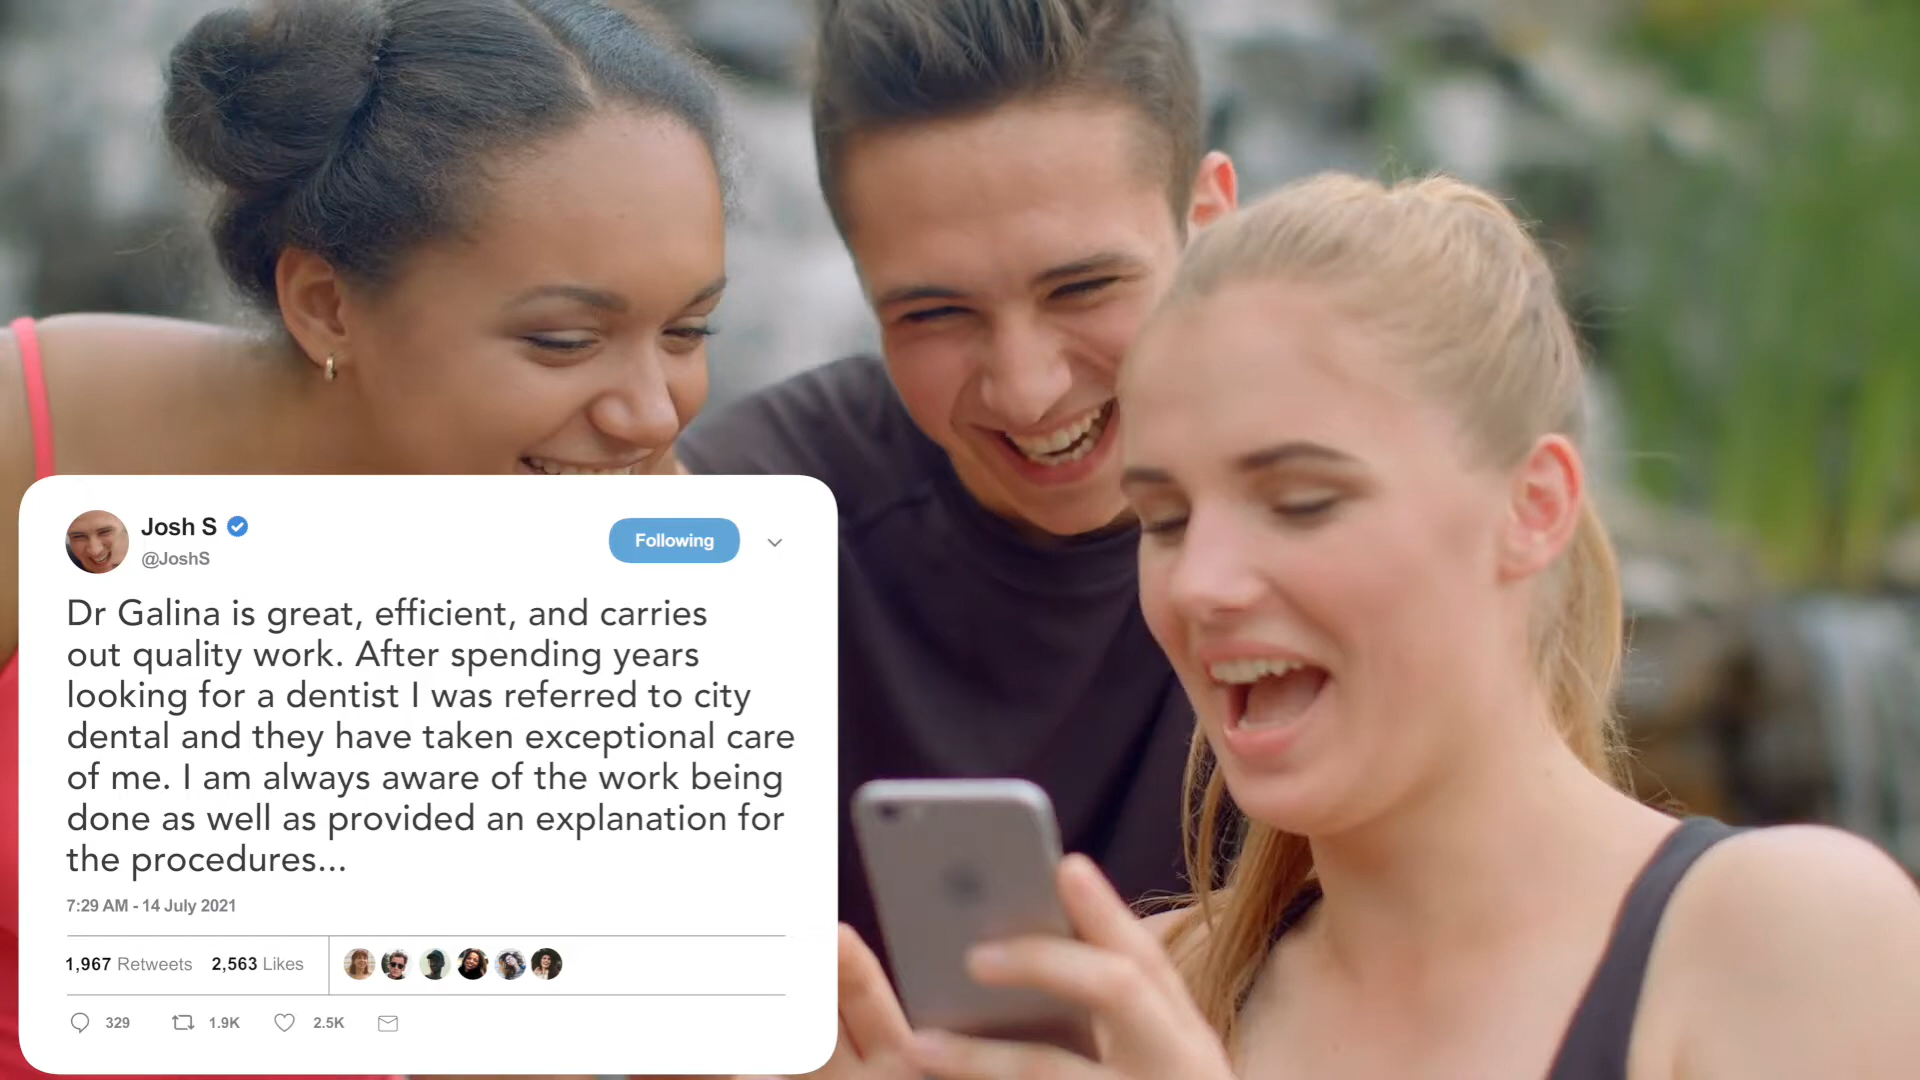 Josh S
@JoshS
Following
Dr Galina is great, efficient, and carries
out quality work. After spending years
looking for a dentist I was referred to city
dental and they have taken exceptional care
of me. I am always aware of the work being
done as well as provided an explanation for
the procedures...
7:29 AM - 14 July 2021
1,967 Retweets 2,563 Likes
329 1.9K 2.5K